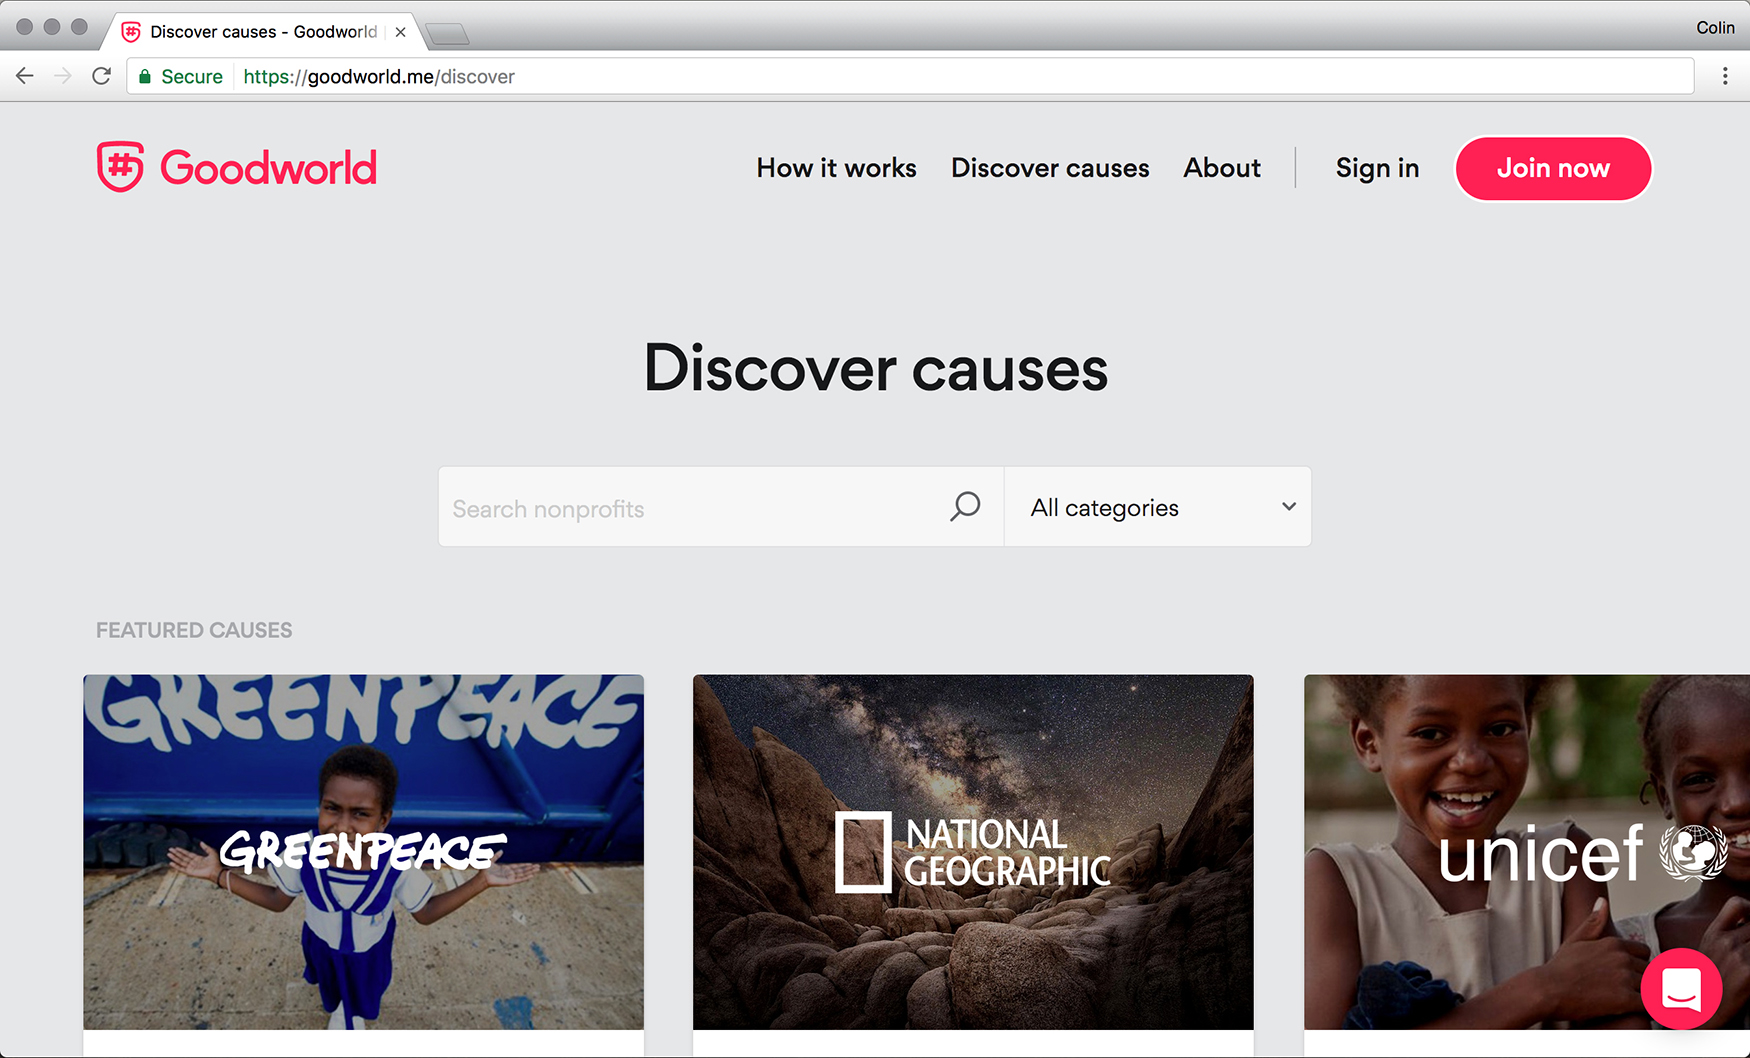 Discover causes - Goodworld
Colin
Secure
https://goodworld.me/discover
Goodworld
How it works
Discover causes
About
Sign in
Join now
Discover causes
Search nonprofits
All categories
FEATURED CAUSES
GREENPEACE
GREENPEACE
NATIONAL
GEOGRAPHIC
unicef